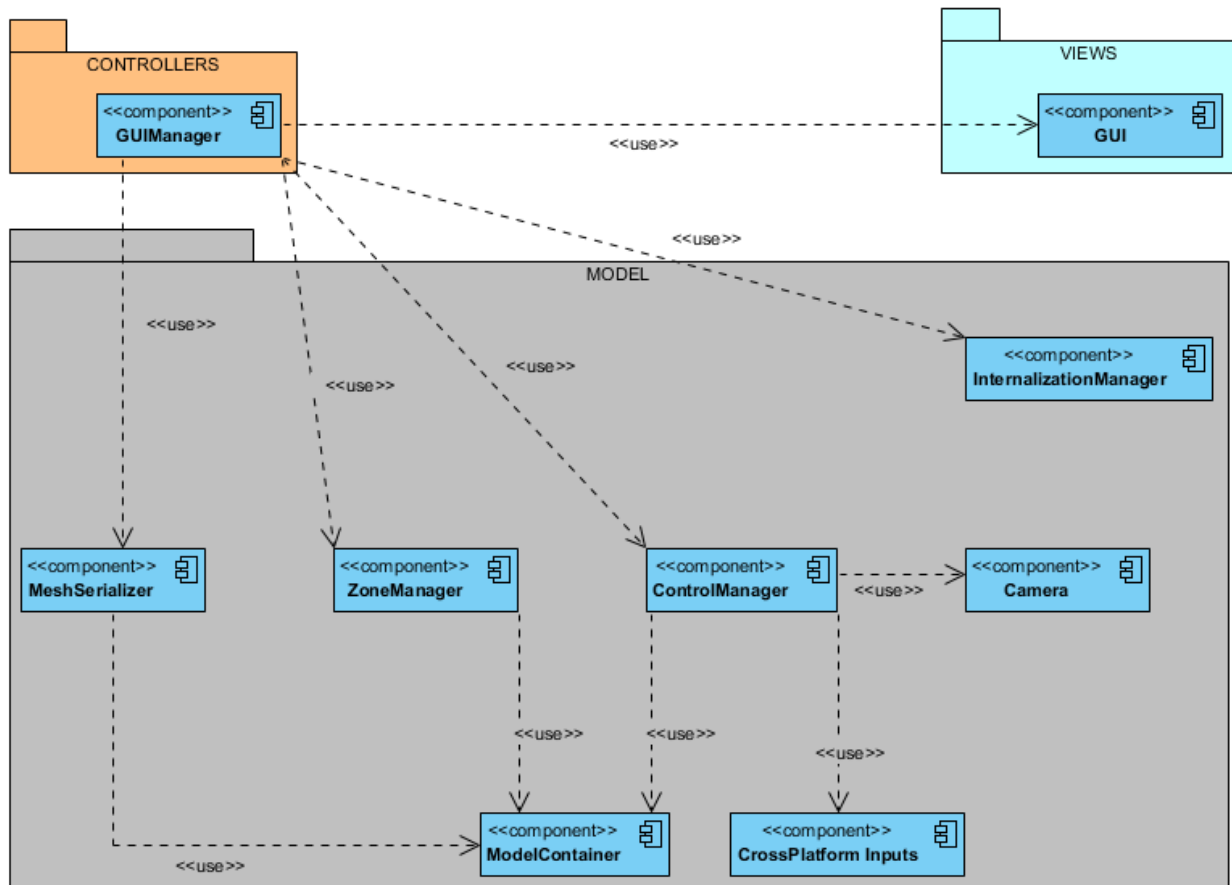 CONTROLLERS
<<component>>
GUIManager
VIEWS
<<component>>
GUI
<<use>>
<<use>>
MODEL
<<use>>
<<component>>
InternalizationManager
<<use>>
<<use>>
<<component>>
MeshSerializer
<<component>>
ZoneManager
<<component>>
ControlManager
<<use>>
<<component>>
Camera
<<use>>
<<use>>
<<use>>
<<use>>
<<component>>
ModelContainer
<<component>>
CrossPlatform Inputs